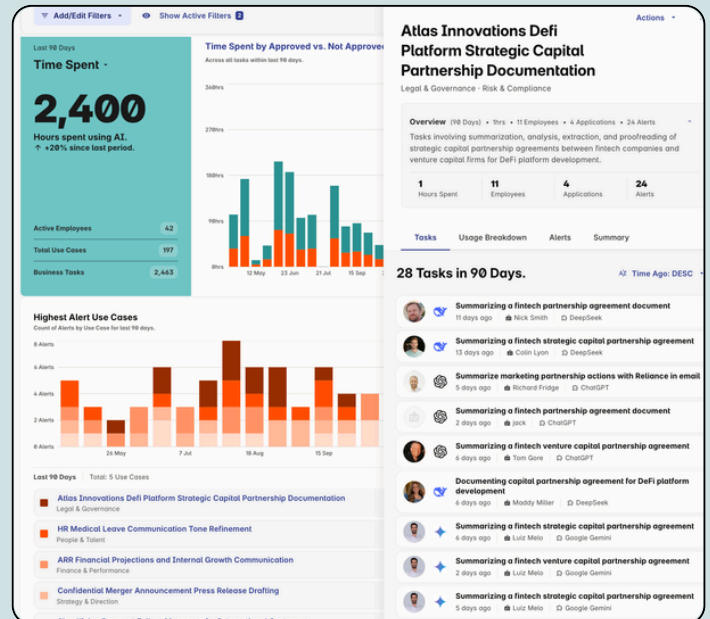 Add/Edit Filters
Show Active Filters 2
Last 90 Days
Time Spent
2,400
Hours spent using AI.
↑ +20% since last period.
Active Employees 42
Total Use Cases 197
Business Tasks 2,463
Time Spent by Approved vs. Not Approved
Across all tasks within last 90 days.
360hrs
270hrs
180hrs
90hrs
0hrs
12 May 23 Jun 21 Jul 15 Sep
Highest Alert Use Cases
Count of Alerts by Use Case for last 90 days.
8 Alerts
6 Alerts
4 Alerts
2 Alerts
0 Alerts
26 May 7 Jul 18 Aug 15 Sep
Last 90 Days Total: 5 Use Cases
Atlas Innovations Defi Platform Strategic Capital Partnership Documentation
Legal & Governance
HR Medical Leave Communication Tone Refinement
People & Talent
ARR Financial Projections and Internal Growth Communication
Finance & Performance
Confidential Merger Announcement Press Release Drafting
Strategy & Direction
Actions
Atlas Innovations Defi
Platform Strategic Capital
Partnership Documentation
Legal & Governance · Risk & Compliance
Overview (90 Days) • 1hrs • 11 Employees • 4 Applications • 24 Alerts
Tasks involving summarization, analysis, extraction, and proofreading of
strategic capital partnership agreements between fintech companies and
venture capital firms for DeFi platform development.
1 11 4 24
Hours Spent Employees Applications Alerts
Tasks Usage Breakdown Alerts Summary
28 Tasks in 90 Days.
Time Ago: DESC
Summarizing a fintech partnership agreement document
11 days ago Nick Smith DeepSeek
Summarizing a fintech strategic capital partnership agreement
13 days ago Colin Lyon DeepSeek
Summarize marketing partnership actions with Reliance in email
5 days ago Richard Fridge ChatGPT
Summarizing a fintech partnership agreement document
2 days ago jack ChatGPT
Summarizing a fintech venture capital partnership agreement
6 days ago Tom Gore ChatGPT
Documenting capital partnership agreement for DeFi platform
development
6 days ago Maddy Miller DeepSeek
Summarizing a fintech strategic capital partnership agreement
6 days ago Luiz Melo Google Gemini
Summarizing a fintech venture capital partnership agreement
2 days ago Luiz Melo Google Gemini
Summarizing a fintech strategic capital partnership agreement
5 days ago Luiz Melo Google Gemini